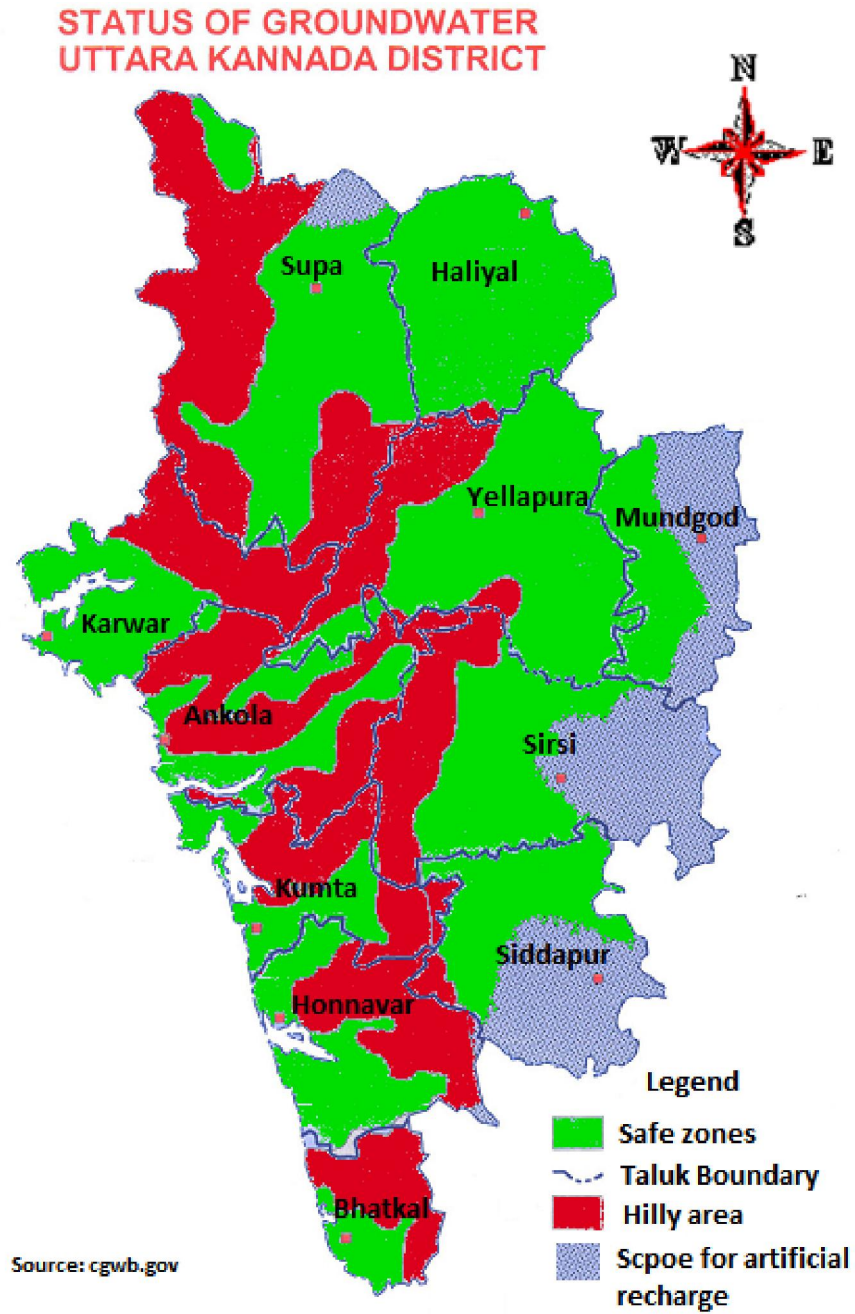 STATUS OF GROUNDWATER
UTTARA KANNADA DISTRICT
N
W
E
S
Supa
Haliyal
Yellapura
Mundgod
Karwar
Ankola
Sirsi
Kumta
Siddapur
Honnavar
Bhatkal
Legend
Safe zones
Taluk Boundary
Hilly area
Scpoe for artificial
recharge
Source: cgwb.gov